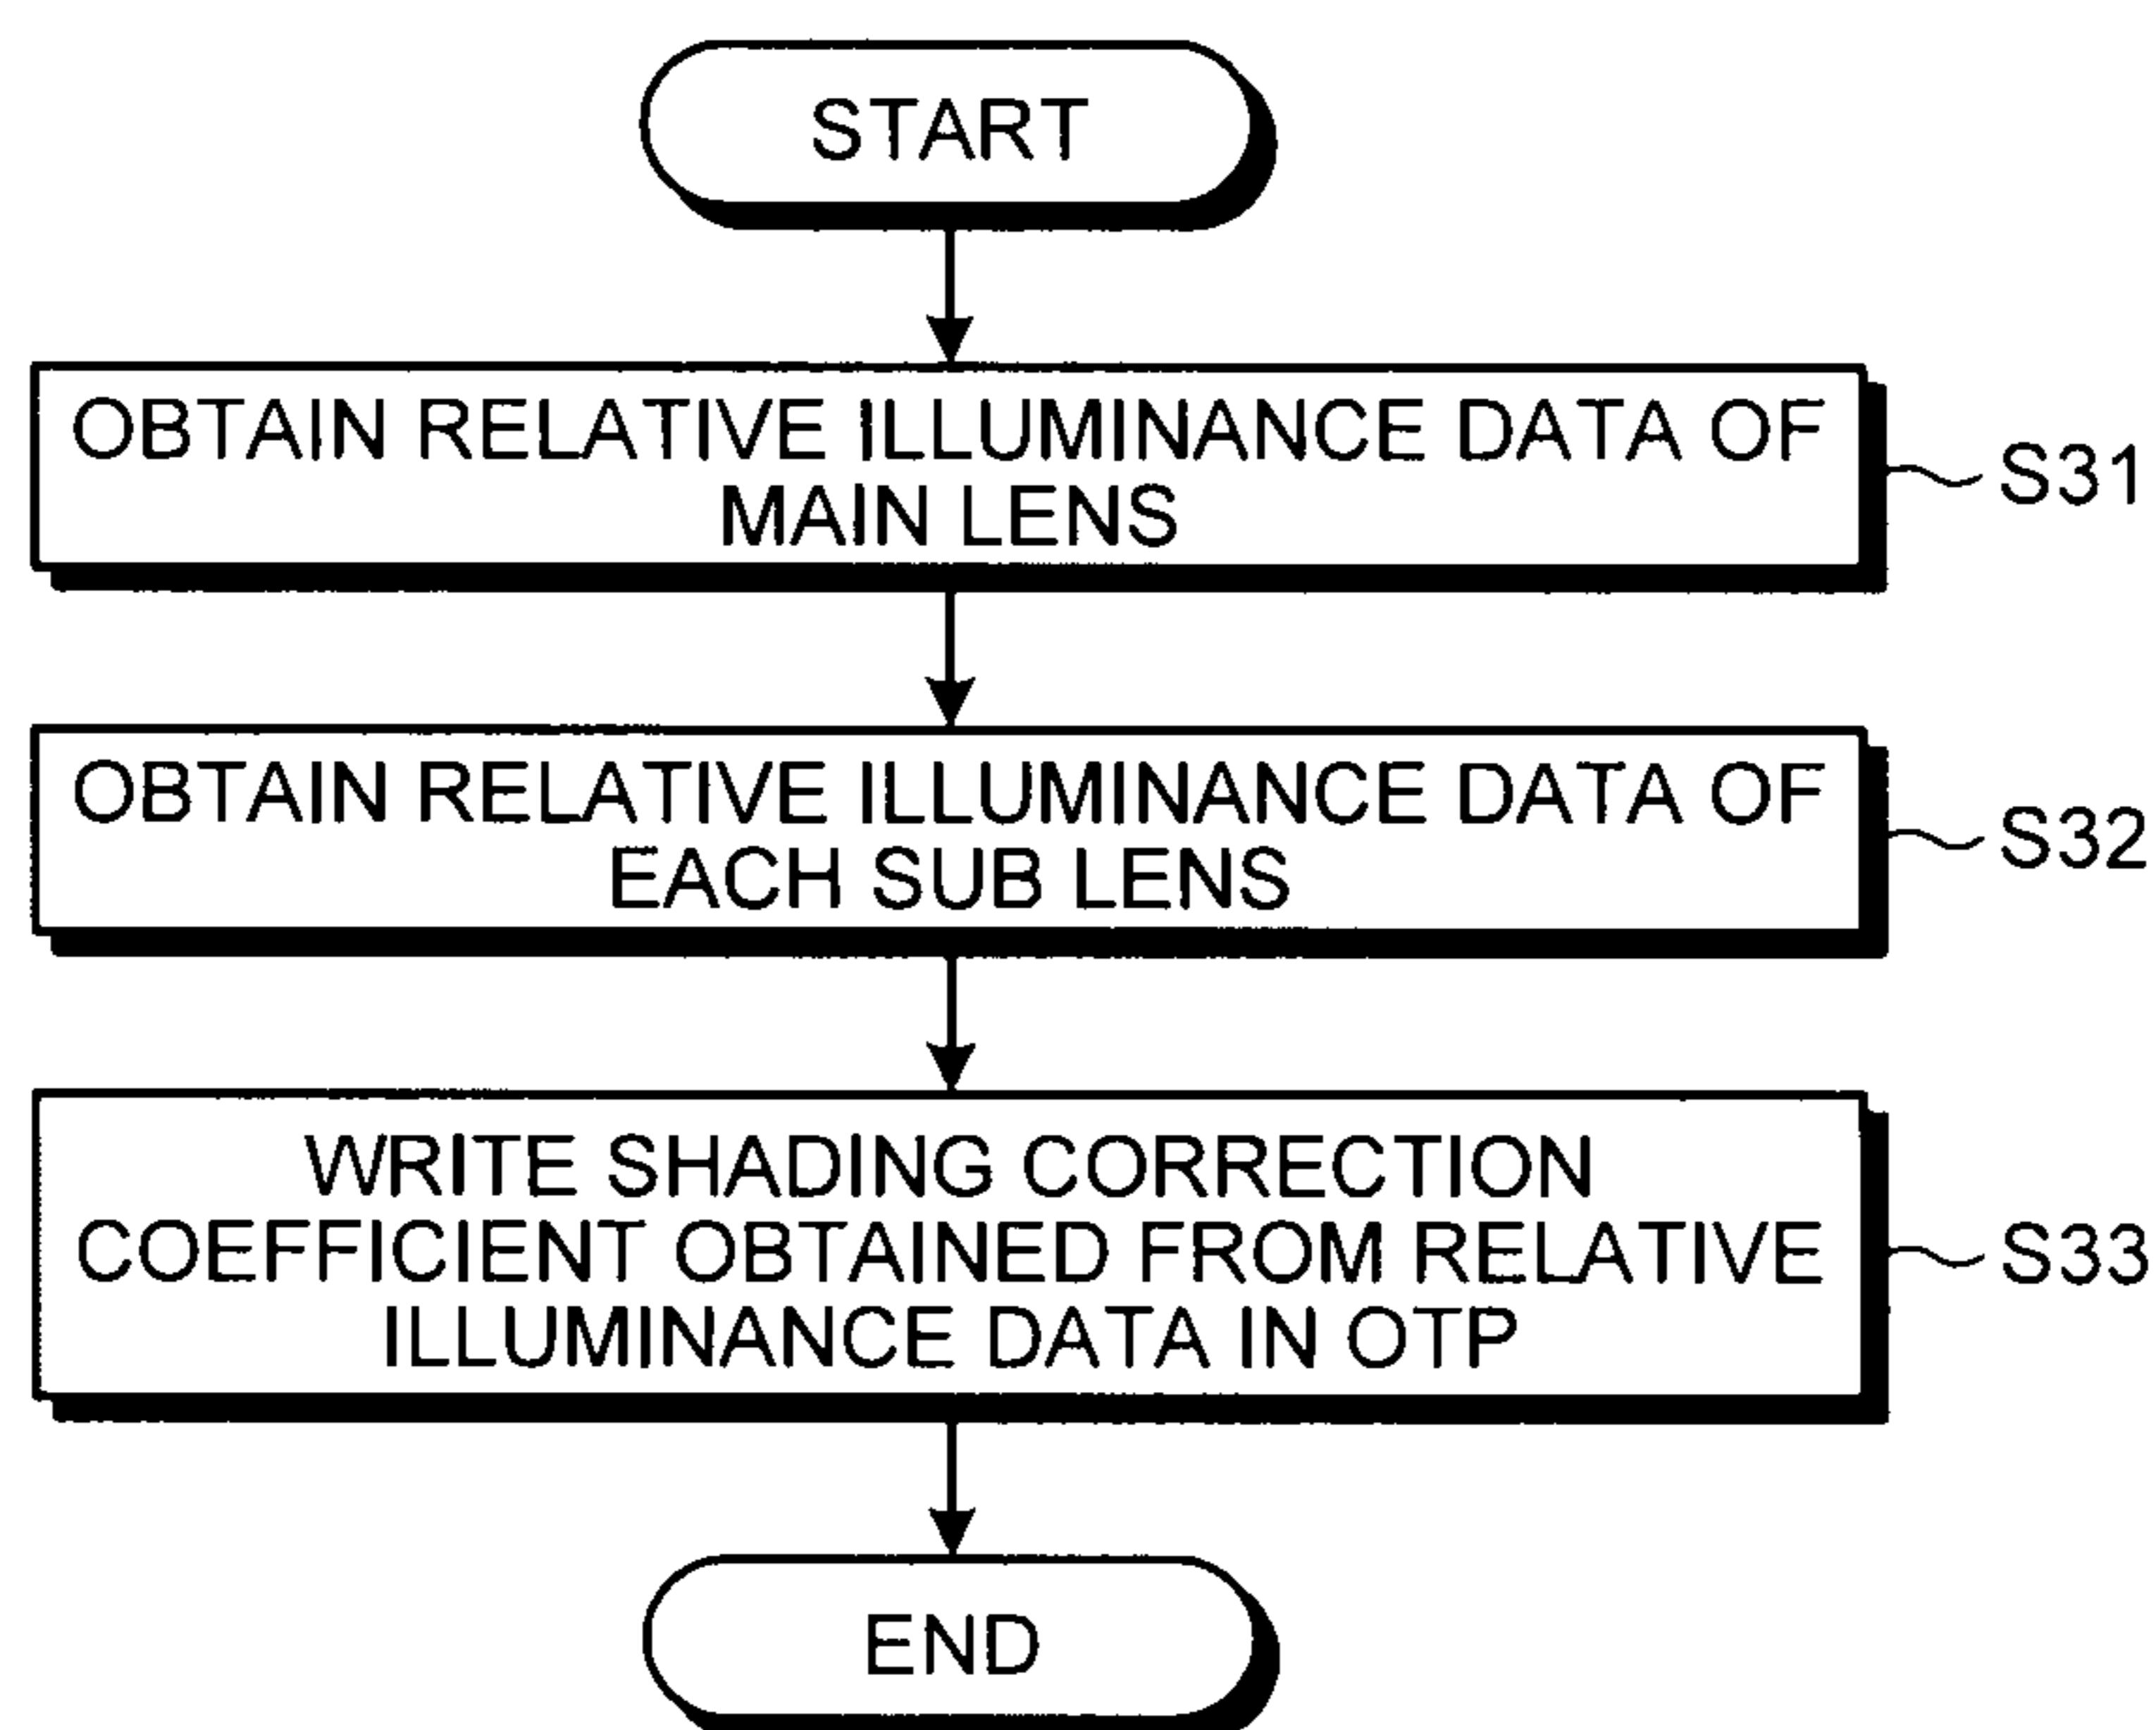 START
OBTAIN RELATIVE ILLUMINANCE DATA OF
MAIN LENS
S31
OBTAIN RELATIVE ILLUMINANCE DATA OF
EACH SUB LENS
S32
WRITE SHADING CORRECTION
COEFFICIENT OBTAINED FROM RELATIVE
ILLUMINANCE DATA IN OTP
S33
END